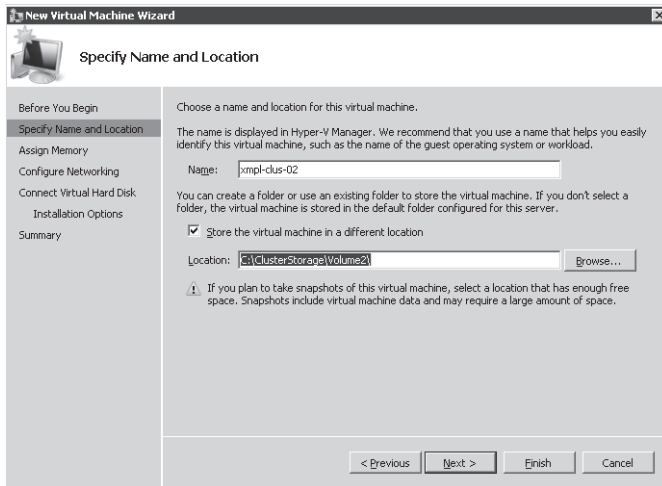 New Virtual Machine Wizard
Specify Name and Location
Before You Begin
Specify Name and Location
Assign Memory
Configure Networking
Connect Virtual Hard Disk
Installation Options
Summary
Choose a name and location for this virtual machine.
The name is displayed in Hyper-V Manager. We recommend that you use a name that helps you easily
identify this virtual machine, such as the name of the guest operating system or workload.
Name: xmpl-clus-02
You can create a folder or use an existing folder to store the virtual machine. If you don't select a
folder, the virtual machine is stored in the default folder configured for this server.
Store the virtual machine in a different location
Location: C:\ClusterStorage\Volume2\ Browse...
If you plan to take snapshots of this virtual machine, select a location that has enough free
space. Snapshots include virtual machine data and may require a large amount of space.
< Previous Next > Finish Cancel